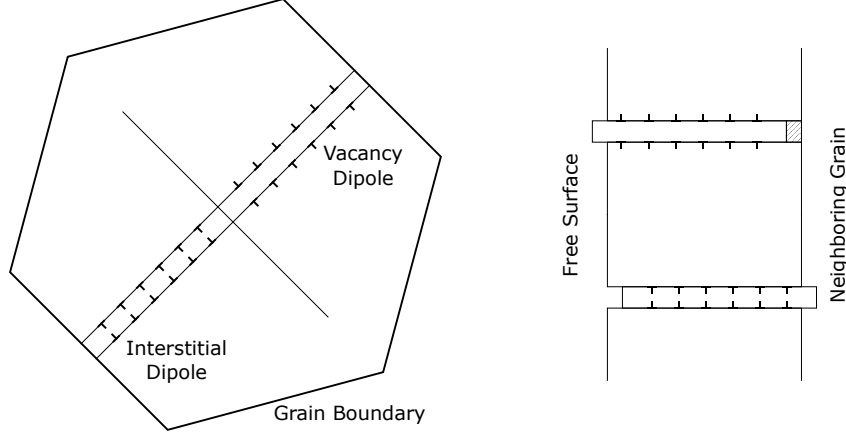 Vacancy
Dipole
Interstitial
Dipole
Grain Boundary
Free Surface
Neighboring Grain